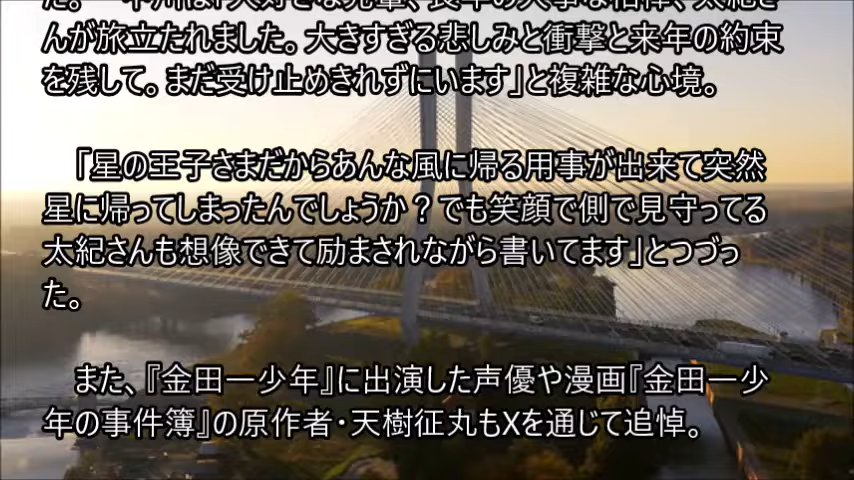 んが旅立たれました。大きすぎる悲しみと衝撃と来年の約束
を残して。まだ受け止めきれずにいます」と複雑な心境。
「星の王子さまだからあんな風に帰る用事が出来て突然
星に帰ってしまったんでしょうか？でも笑顔で側で見守ってる
太紀さんも想像できて励まされながら書いてます」とつづっ
た。
また、『金田一少年』に出演した声優や漫画『金田一少
年の事件簿』の原作者・天樹征丸もXを通じて追悼。